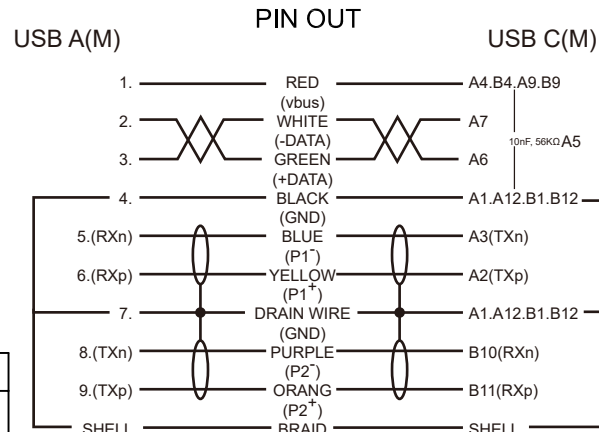 PIN OUT
USB A(M) USB C(M)
1. RED A4.B4.A9.B9
(vbus)
2. WHITE A7
(-DATA) 10nF, 56KΩ A5
3. GREEN A6
(+DATA)
4. BLACK A1.A12.B1.B12
(GND)
5.(RXn) BLUE A3(TXn)
(P1-)
6.(RXp) YELLOW A2(TXp)
(P1+)
7. DRAIN WIRE A1.A12.B1.B12
(GND)
8.(TXn) PURPLE B10(RXn)
(P2-)
9.(TXp) ORANG B11(RXp)
(P2+)
SHELL BRAID SHELL